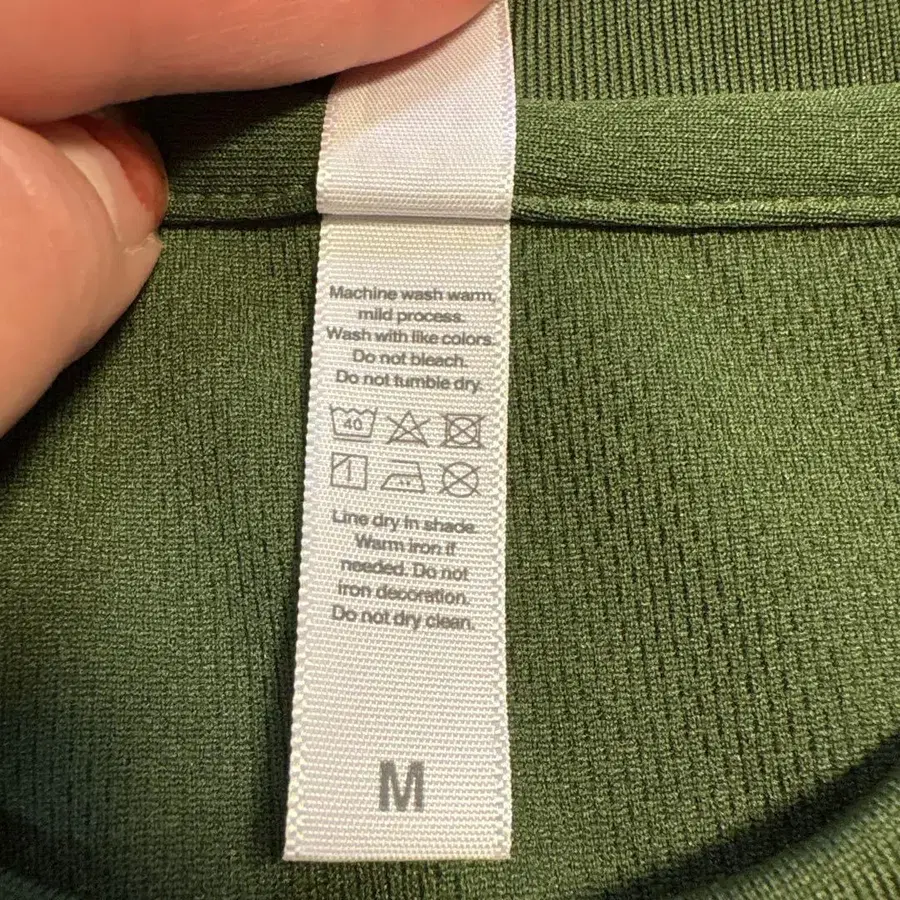 Machine wash warm,
mild process.
Wash with like colors.
Do not bleach.
Do not tumble dry.
40
Line dry in shade.
Warm iron if
needed. Do not
iron decoration.
Do not dry clean.
M